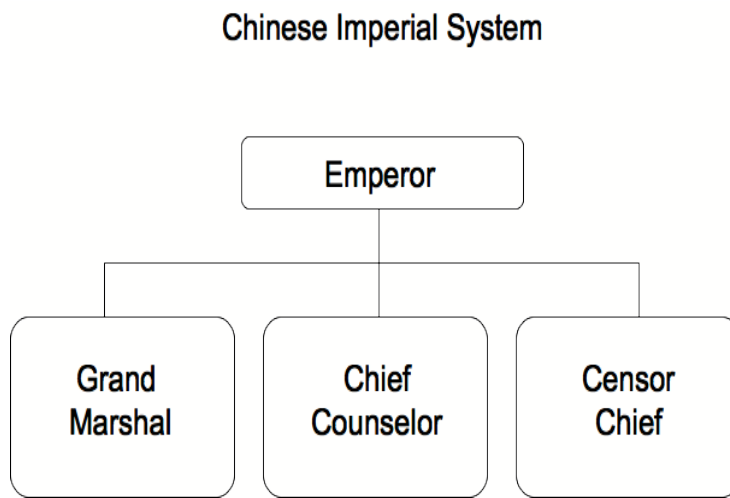 Chinese Imperial System
Emperor
Grand
Marshal
Chief
Counselor
Censor
Chief